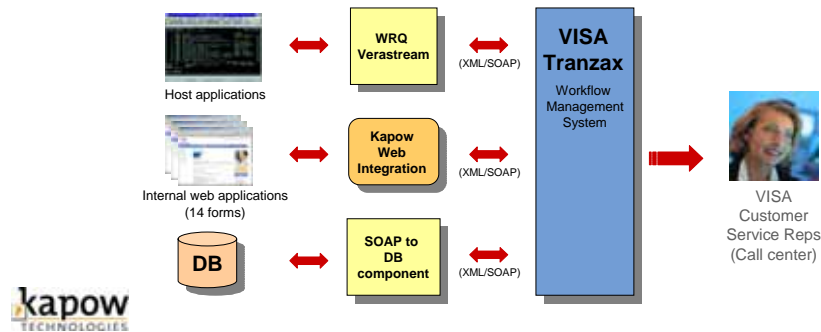 WRQ
Verastream
(XML/SOAP)
Host applications
Kapow
Web
Integration
(XML/SOAP)
Internal web applications
(14 forms)
DB
SOAP to
DB
component
(XML/SOAP)
VISA
Tranzax
Workflow
Management
System
VISA
Customer
Service Reps
(Call center)
kapow
TECHNOLOGIES